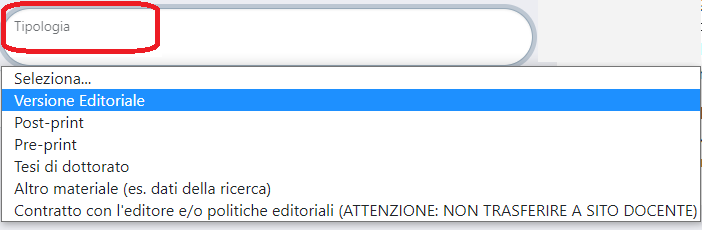 Tipologia
Seleziona...
Versione Editoriale
Post-print
Pre-print
Tesi di dottorato
Altro materiale (es. dati della ricerca)
Contratto con l'editore e/o politiche editoriali (ATTENZIONE: NON TRASFERIRE A SITO DOCENTE)